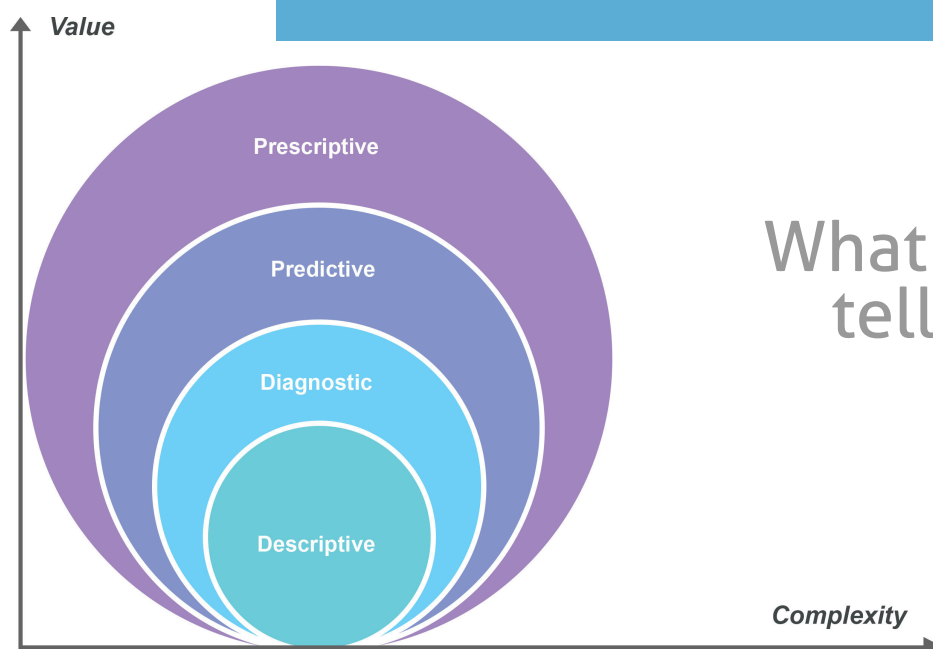 Value
Prescriptive
Predictive
Diagnostic
Descriptive
What
tell
Complexity